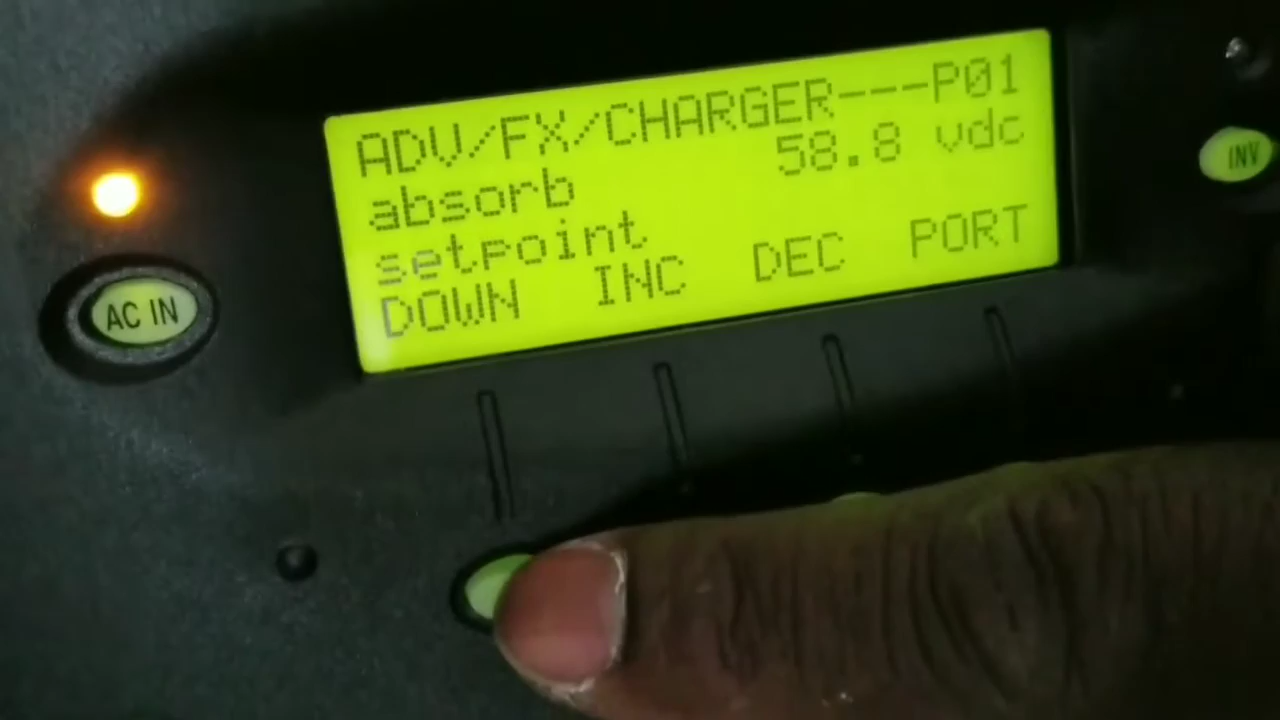 ADV/FX/CHARGER---P01
absorb 58.8 vdc
setpoint
DOWN INC DEC PORT
AC IN
INV